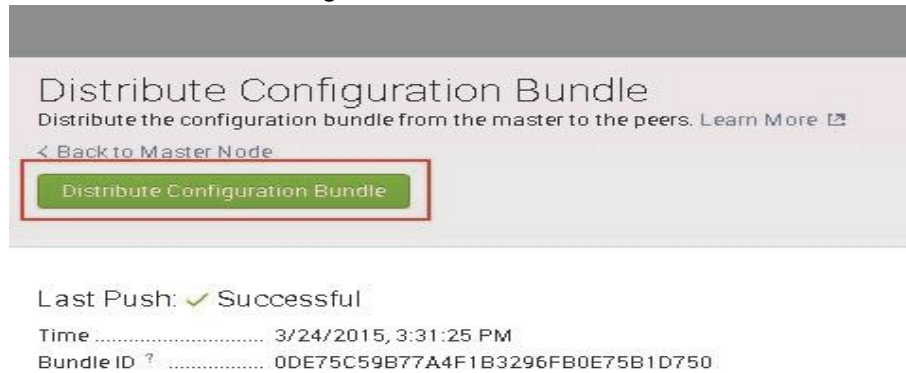 Distribute Configuration Bundle
Distribute the configuration bundle from the master to the peers. Learn More
< Back to Master Node
Distribute Configuration Bundle
Last Push: ✓ Successful
Time ............................ 3/24/2015, 3:31:25 PM
Bundle ID ? ................ 0DE75C59B77A4F1B3296FB0E75B1D750